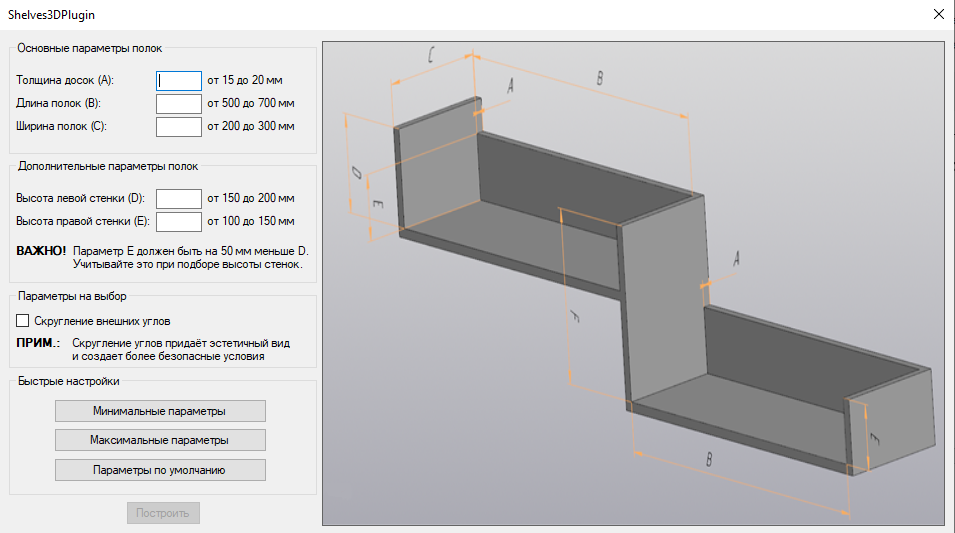 Shelves3DPlugin
Основные параметры полок
Толщина досок (A): от 15 до 20 мм
Длина полок (B): от 500 до 700 мм
Ширина полок (C): от 200 до 300 мм
Дополнительные параметры полок
Высота левой стенки (D): от 150 до 200 мм
Высота правой стенки (E): от 100 до 150 мм
ВАЖНО! Параметр E должен быть на 50 мм меньше D.
Учитывайте это при подборе высоты стенок.
Параметры на выбор
Скругление внешних углов
ПРИМ.: Скругление углов придаёт эстетичный вид
и создает более безопасные условия
Быстрые настройки
Минимальные параметры
Максимальные параметры
Параметры по умолчанию
Построить
C
B
A
D
E
A
F
B